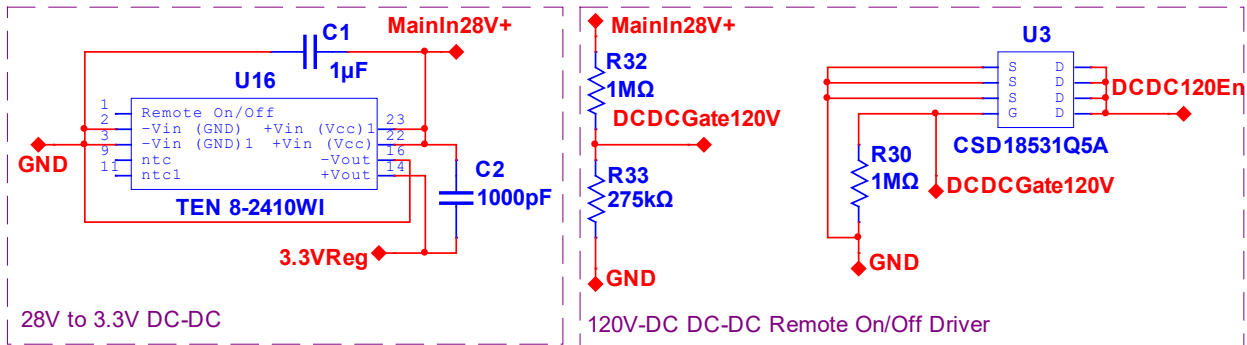 C1
1µF
MainIn28V+
U16
1 Remote On/Off
2 -Vin (GND) +Vin (Vcc)1 23
3 -Vin (GND)1 +Vin (Vcc) 22
9 ntc -Vout 16
11 ntc1 +Vout 14
GND
TEN 8-2410WI
C2
1000pF
3.3VReg
28V to 3.3V DC-DC
MainIn28V+
R32
1MΩ
DCDCGate120V
R33
275kΩ
GND
U3
S D
S D
S D
G D
DCDC120En
CSD18531Q5A
R30
1MΩ
DCDCGate120V
GND
120V-DC DC-DC Remote On/Off Driver